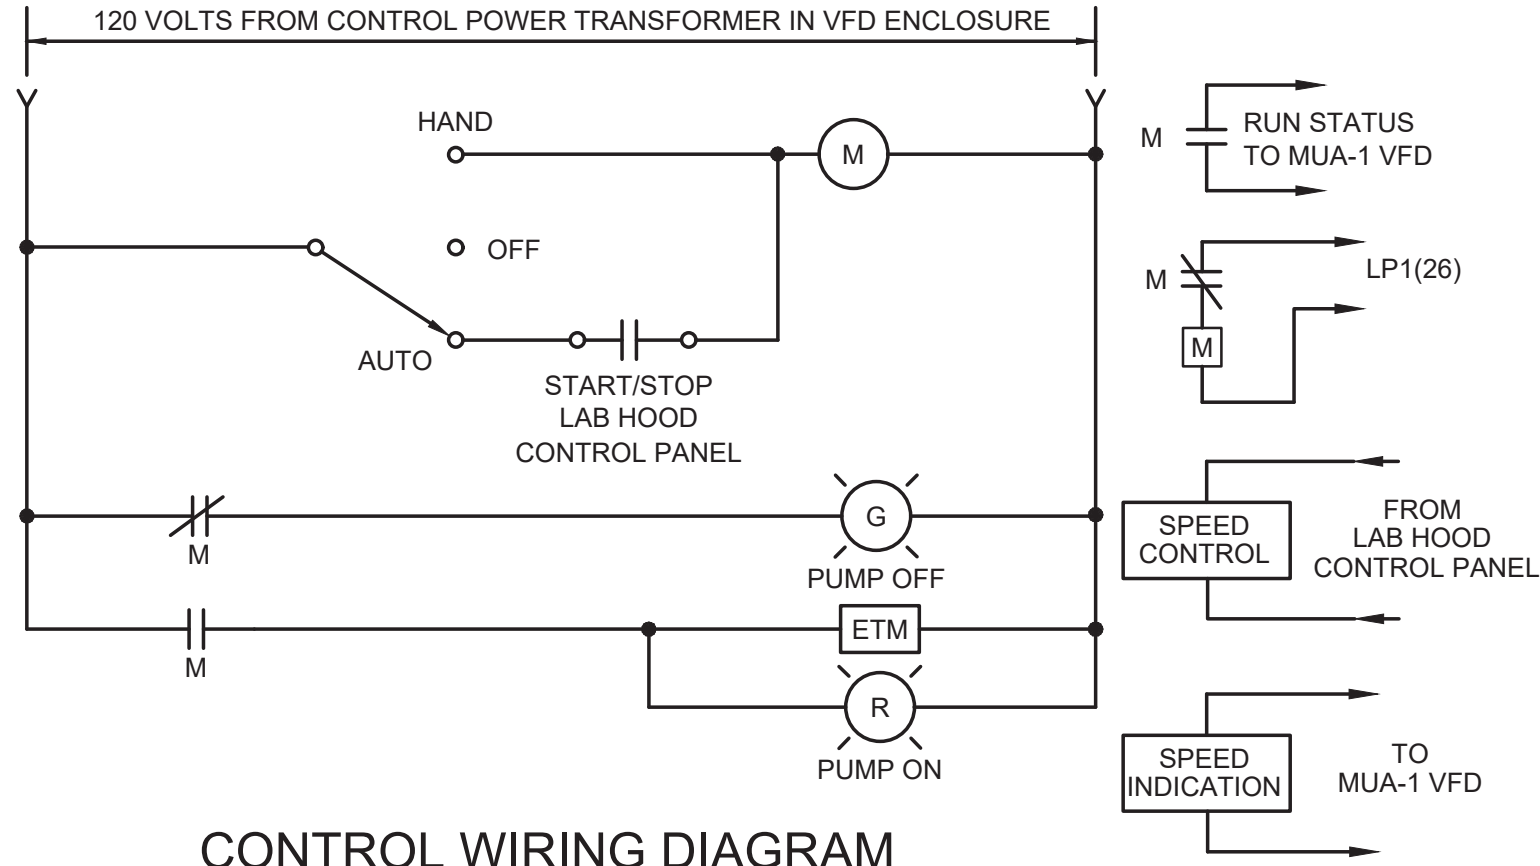 120 VOLTS FROM CONTROL POWER TRANSFORMER IN VFD ENCLOSURE
HAND
M
OFF
AUTO
START/STOP
LAB HOOD
CONTROL PANEL
M
G
PUMP OFF
M
ETM
R
PUMP ON
M
RUN STATUS
TO MUA-1 VFD
M
LP1(26)
M
SPEED
CONTROL
FROM
LAB HOOD
CONTROL PANEL
SPEED
INDICATION
TO
MUA-1 VFD
CONTROL WIRING DIAGRAM